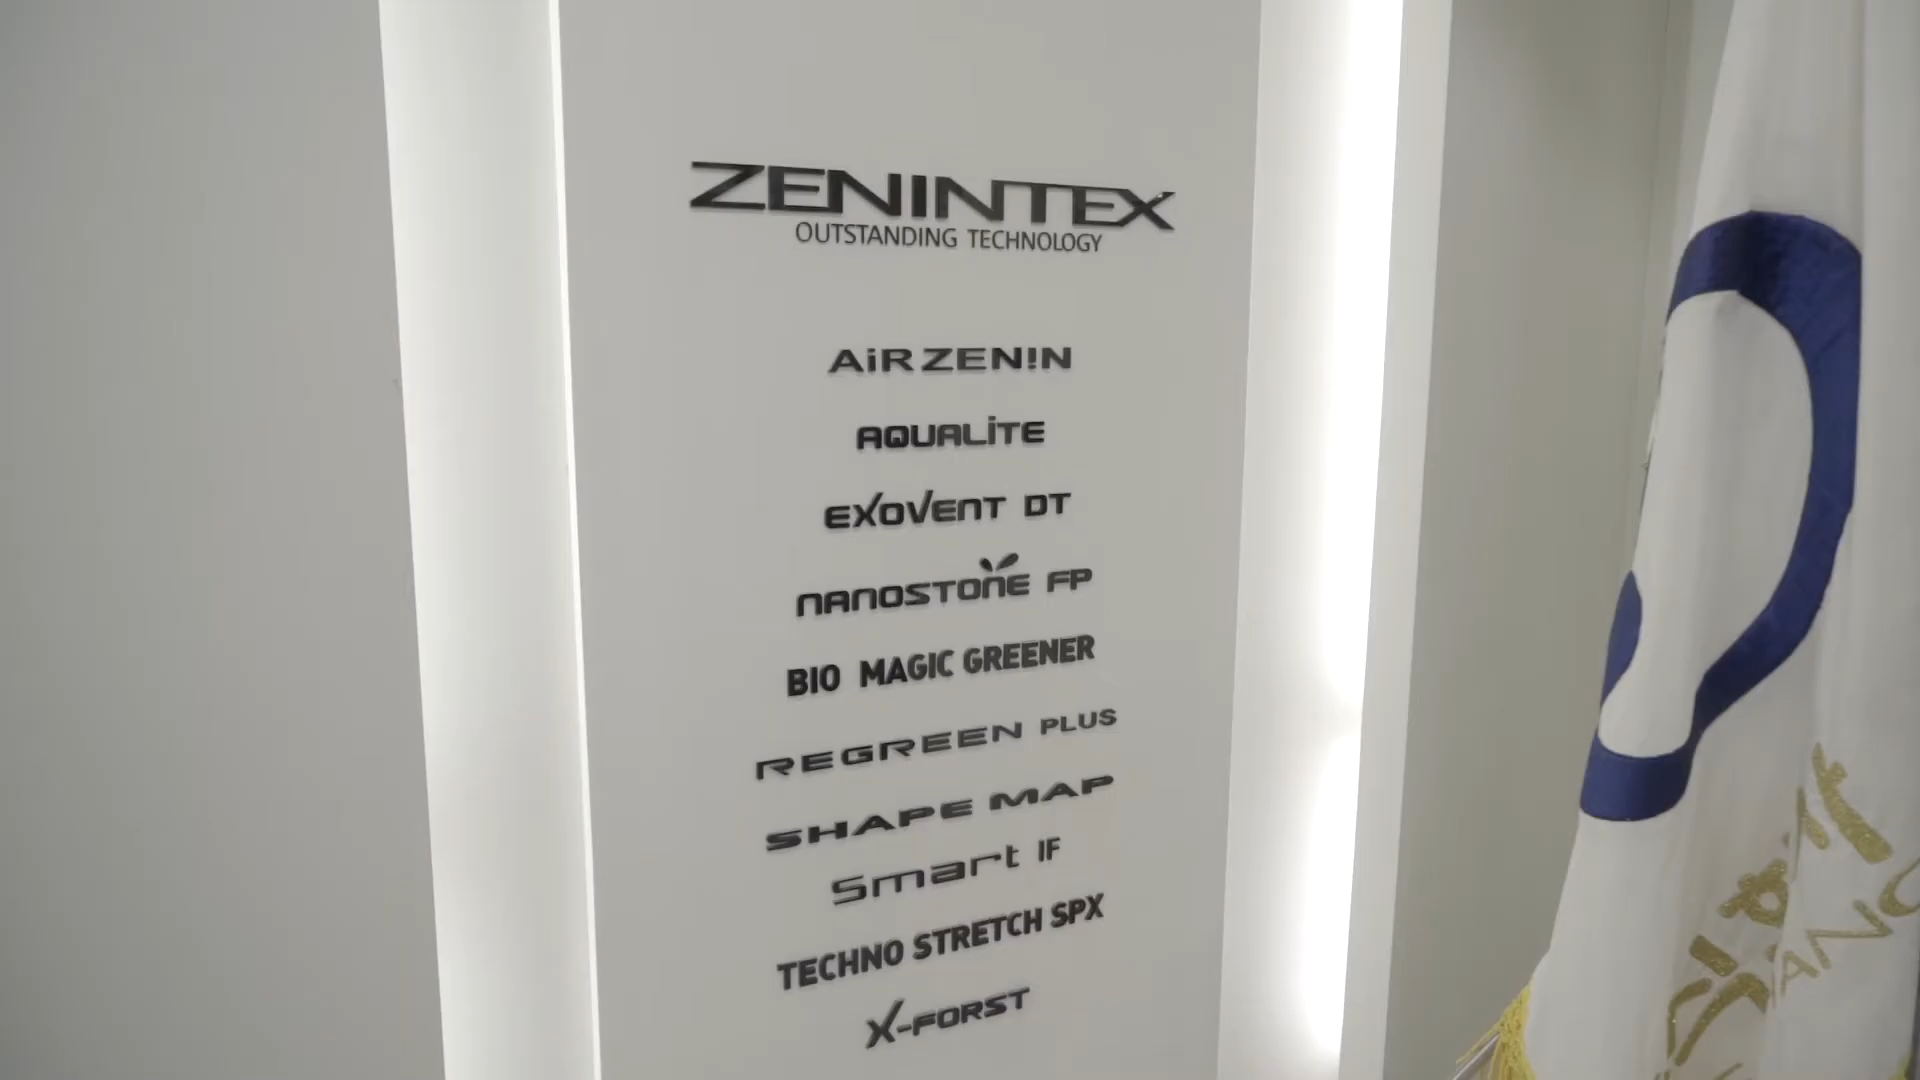 ZENINTEX
OUTSTANDING TECHNOLOGY
AiRZEN!N
AQUALiTE
EXOVENT DT
NANOSTONE FP
BIO MAGIC GREENER
REGREEN PLUS
SHAPE MAP
Smart IF
TECHNO STRETCH SPX
X-FORST